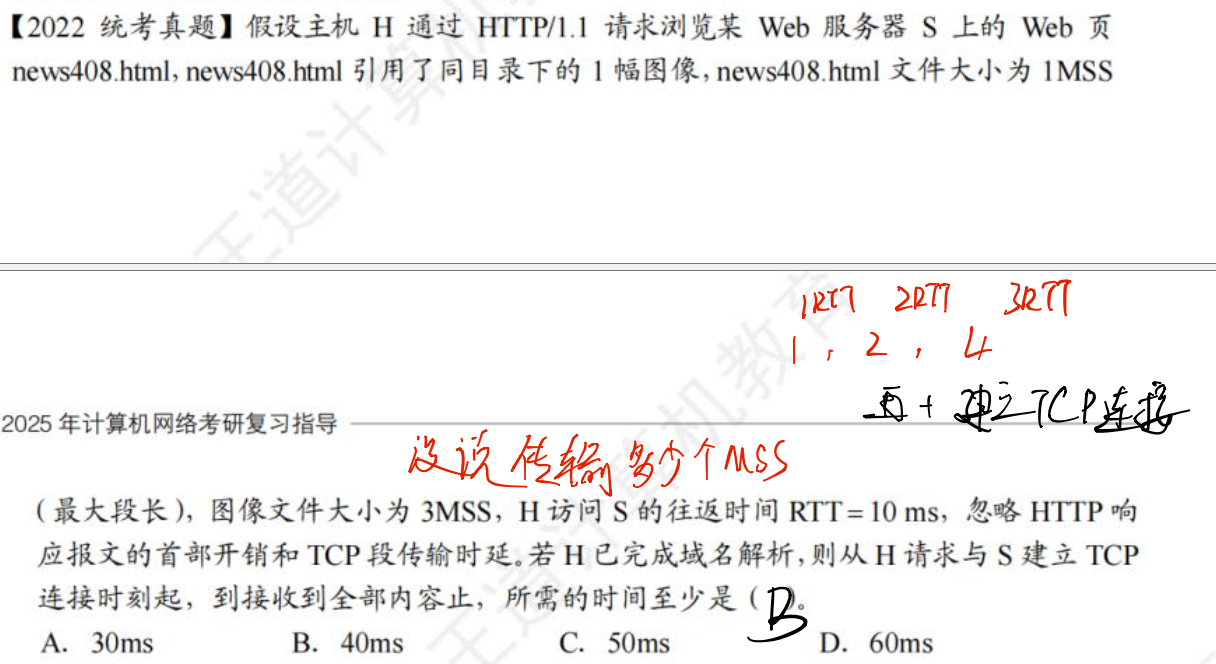 【2022 统考真题】假设主机 H 通过 HTTP/1.1 请求浏览某 Web 服务器 S 上的 Web 页
news408.html, news408.html 引用了同目录下的 1 幅图像, news408.html 文件大小为 1MSS
王道计算机教育
1RTT 2RTT 3RTT
1, 2, 4
再+建立TCP连接
2025 年计算机网络考研复习指导
没说传输多少个MSS
(最大段长), 图像文件大小为 3MSS, H 访问 S 的往返时间 RTT = 10 ms, 忽略 HTTP 响
应报文的首部开销和 TCP 段传输时延。若 H 已完成域名解析, 则从 H 请求与 S 建立 TCP
连接时刻起, 到接收到全部内容止, 所需的时间至少是( B )。
A. 30ms B. 40ms C. 50ms D. 60ms